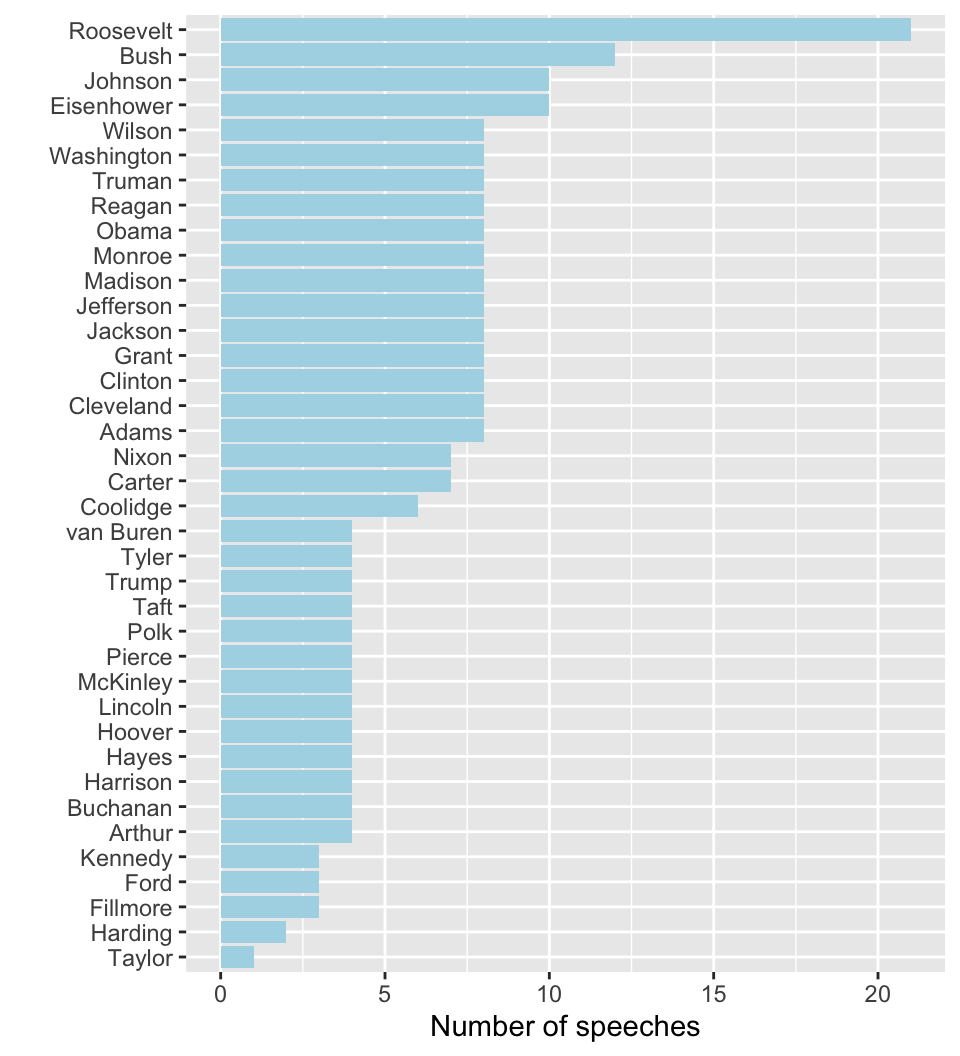 Roosevelt
Bush
Johnson
Eisenhower
Wilson
Washington
Truman
Reagan
Obama
Monroe
Madison
Jefferson
Jackson
Grant
Clinton
Cleveland
Adams
Nixon
Carter
Coolidge
van Buren
Tyler
Trump
Taft
Polk
Pierce
McKinley
Lincoln
Hoover
Hayes
Harrison
Buchanan
Arthur
Kennedy
Ford
Fillmore
Harding
Taylor
0 5 10 15 20
Number of speeches